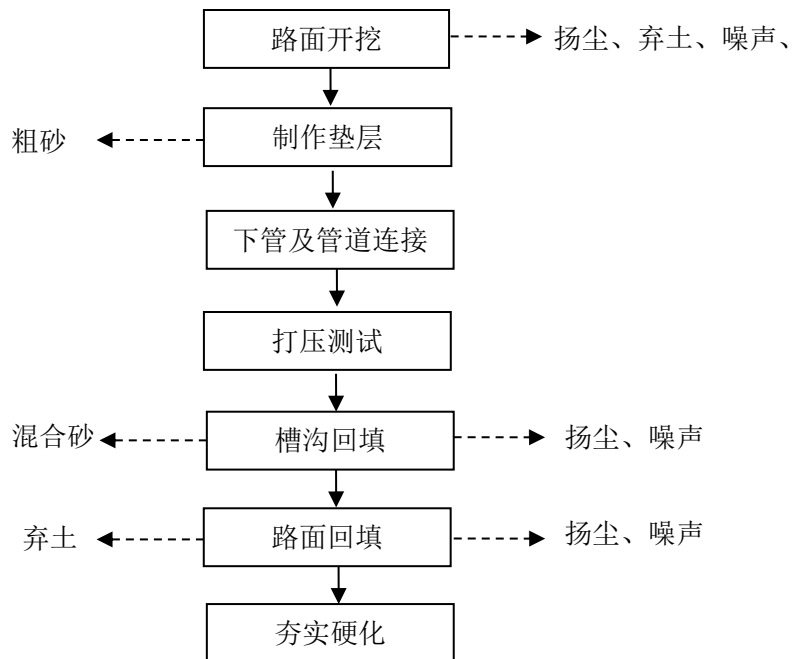 路面开挖
扬尘、弃土、噪声、
粗砂
制作垫层
下管及管道连接
打压测试
混合砂
槽沟回填
扬尘、噪声
弃土
路面回填
扬尘、噪声
夯实硬化